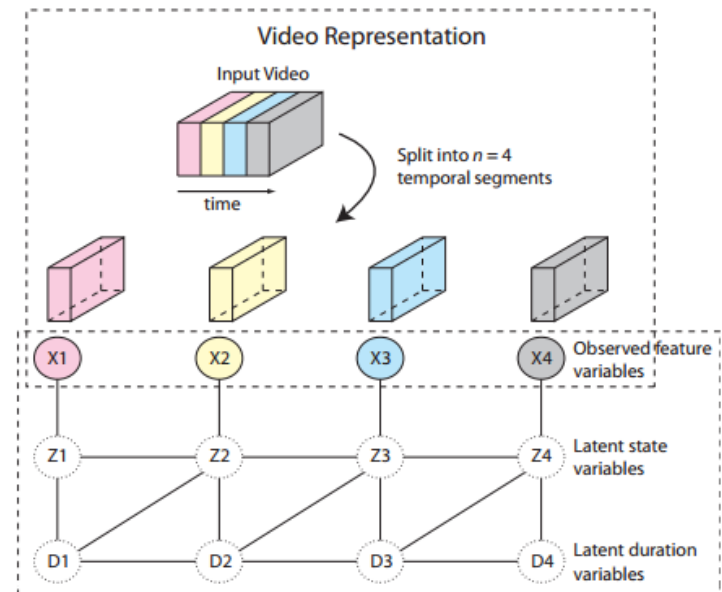 Video Representation
Input Video
Split into n = 4
temporal segments
time
X1 X2 X3 X4
Observed feature
variables
Z1 Z2 Z3 Z4
Latent state
variables
D1 D2 D3 D4
Latent duration
variables